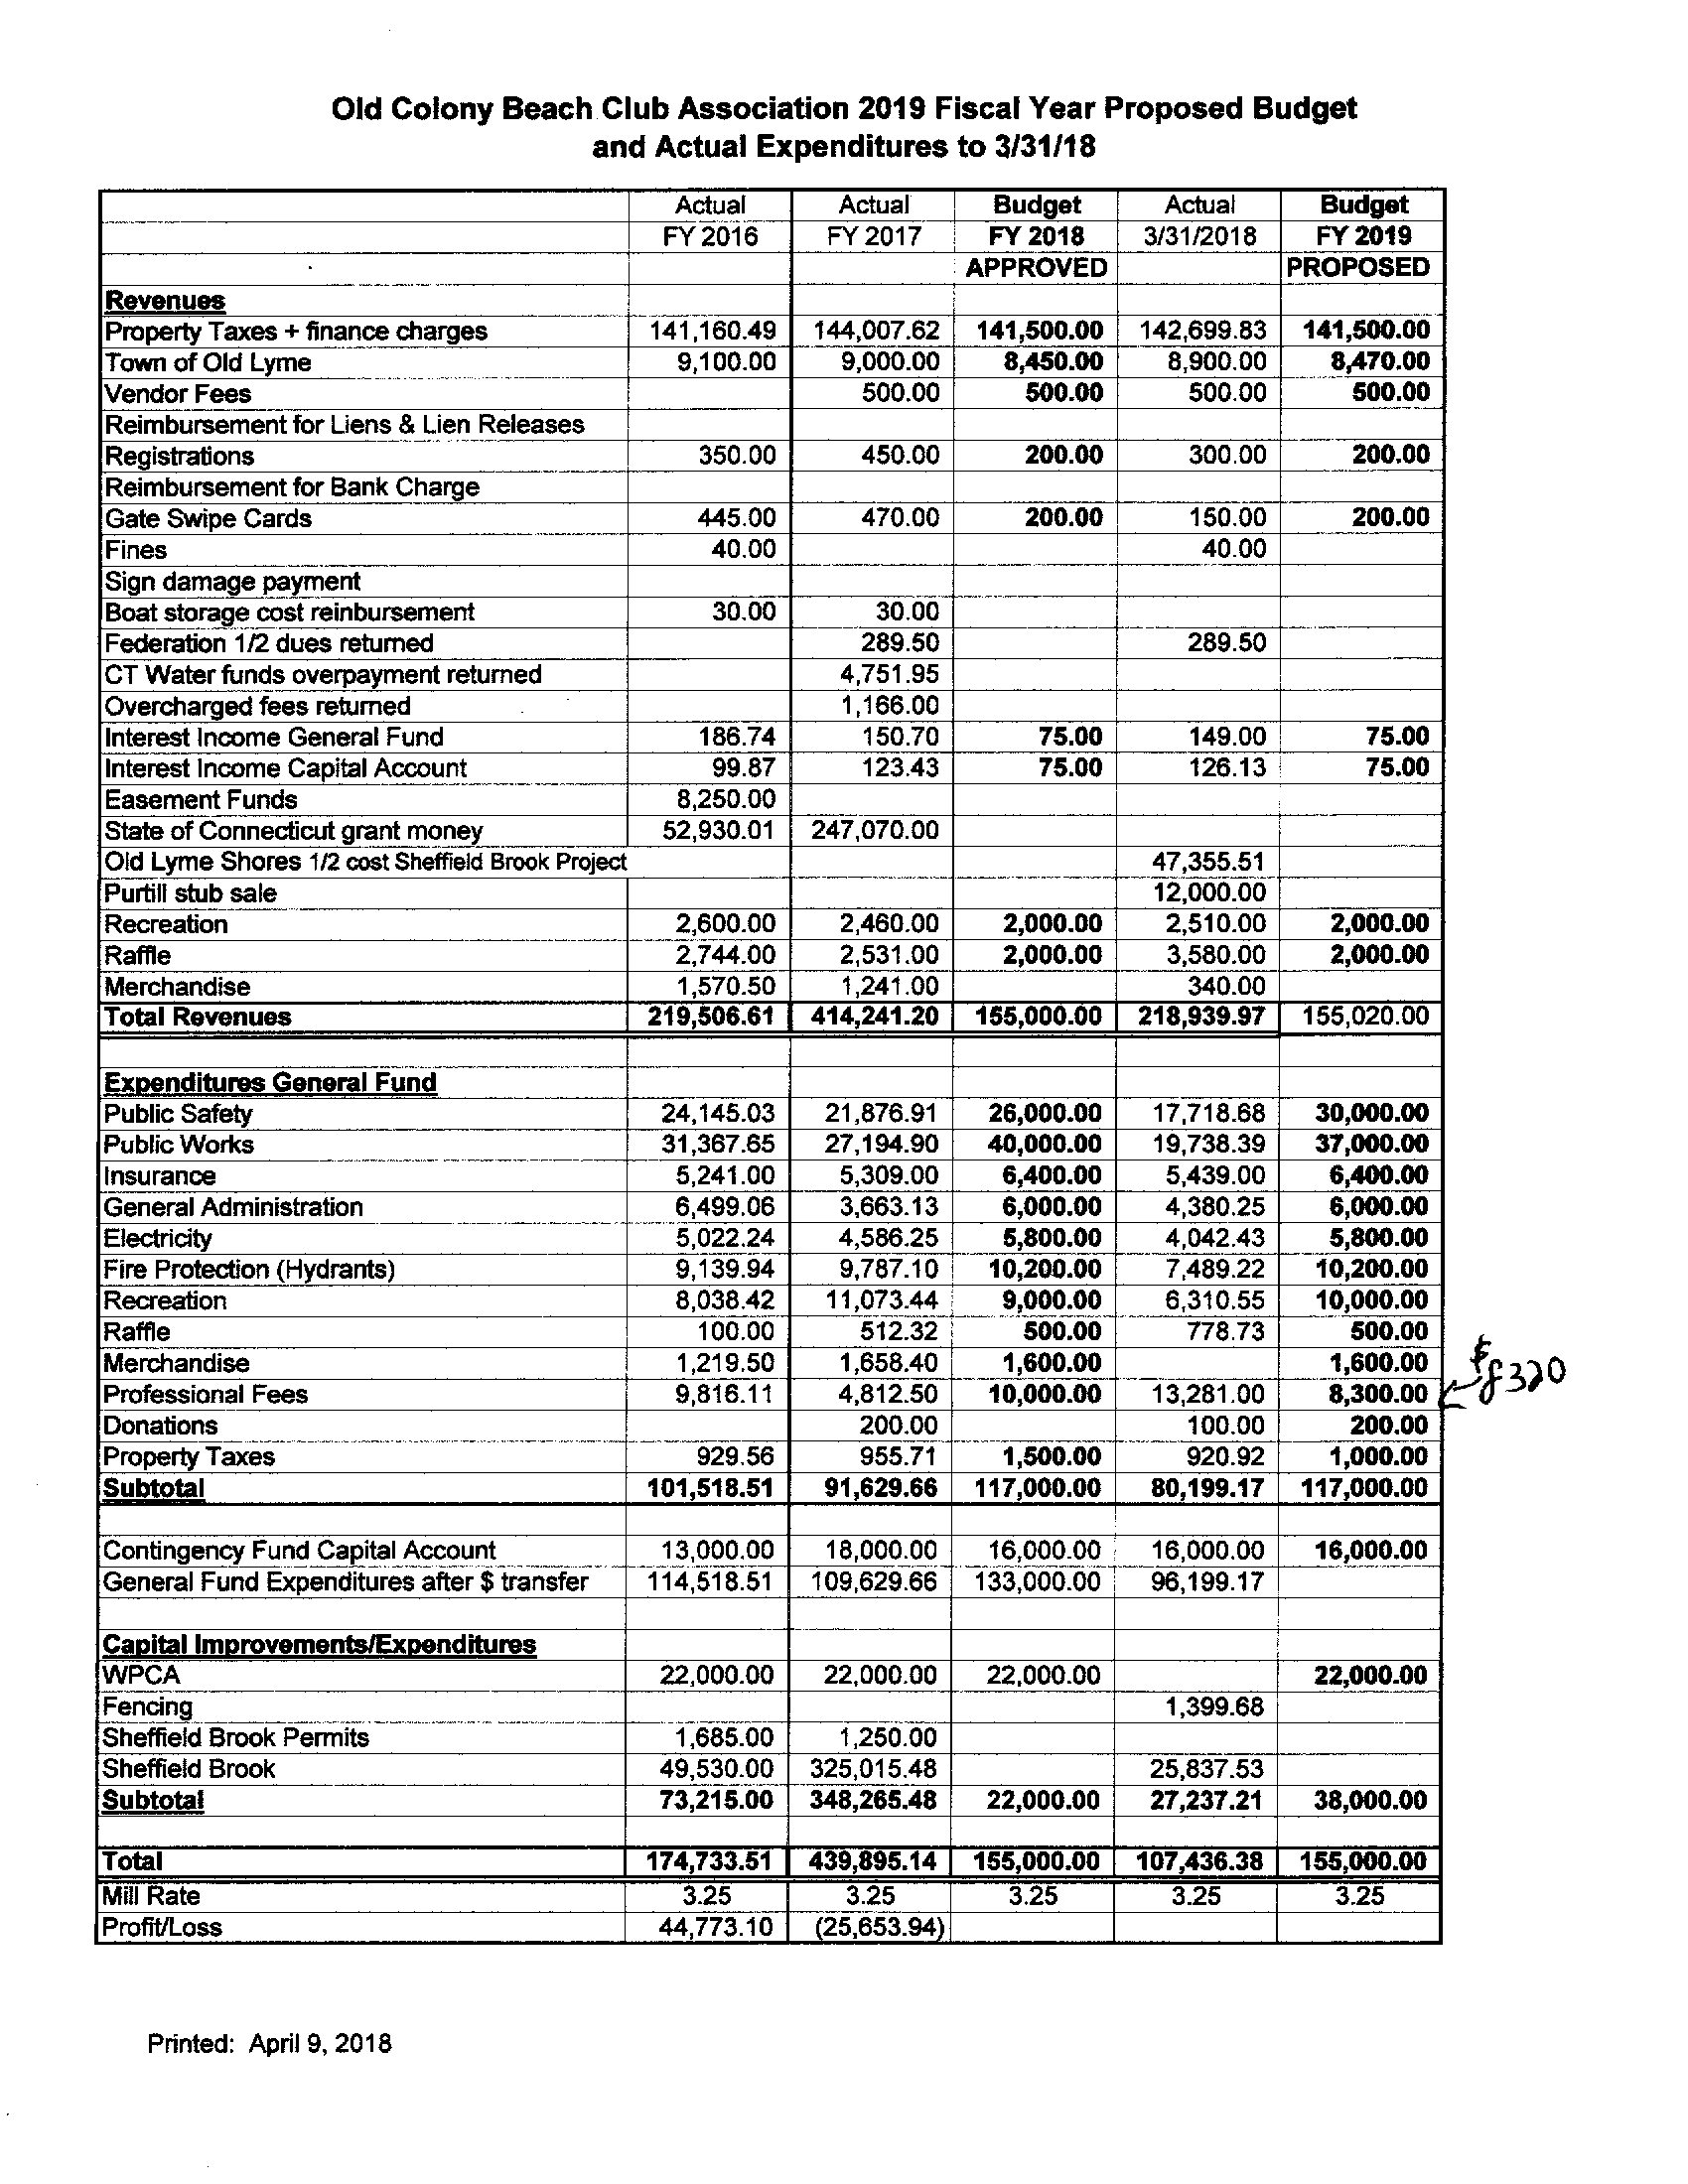 Old Colony Beach Club Association 2019 Fiscal Year Proposed Budget
and Actual Expenditures to 3/31/18
Actual Actual Budget Actual Budget
FY 2016 FY 2017 FY 2018 3/31/2018 FY 2019
APPROVED PROPOSED
Revenues
Property Taxes + finance charges 141,160.49 144,007.62 141,500.00 142,699.83 141,500.00
Town of Old Lyme 9,100.00 9,000.00 8,450.00 8,900.00 8,470.00
Vendor Fees 500.00 500.00 500.00 500.00
Reimbursement for Liens & Lien Releases
Registrations 350.00 450.00 200.00 300.00 200.00
Reimbursement for Bank Charge
Gate Swipe Cards 445.00 470.00 200.00 150.00 200.00
Fines 40.00 40.00
Sign damage payment
Boat storage cost reinbursement 30.00 30.00
Federation 1/2 dues returned 289.50 289.50
CT Water funds overpayment returned 4,751.95
Overcharged fees returned 1,166.00
Interest Income General Fund 186.74 150.70 75.00 149.00 75.00
Interest Income Capital Account 99.87 123.43 75.00 126.13 75.00
Easement Funds 8,250.00
State of Connecticut grant money 52,930.01 247,070.00
Old Lyme Shores 1/2 cost Sheffield Brook Project 47,355.51
Purtill stub sale 12,000.00
Recreation 2,600.00 2,460.00 2,000.00 2,510.00 2,000.00
Raffle 2,744.00 2,531.00 2,000.00 3,580.00 2,000.00
Merchandise 1,570.50 1,241.00 340.00
Total Revenues 219,506.61 414,241.20 155,000.00 218,939.97 155,020.00
Expenditures General Fund
Public Safety 24,145.03 21,876.91 26,000.00 17,718.68 30,000.00
Public Works 31,367.65 27,194.90 40,000.00 19,738.39 37,000.00
Insurance 5,241.00 5,309.00 6,400.00 5,439.00 6,400.00
General Administration 6,499.06 3,663.13 6,000.00 4,380.25 6,000.00
Electricity 5,022.24 4,586.25 5,800.00 4,042.43 5,800.00
Fire Protection (Hydrants) 9,139.94 9,787.10 10,200.00 7,489.22 10,200.00
Recreation 8,038.42 11,073.44 9,000.00 6,310.55 10,000.00
Raffle 100.00 512.32 500.00 778.73 500.00
Merchandise 1,219.50 1,658.40 1,600.00 1,600.00
Professional Fees 9,816.11 4,812.50 10,000.00 13,281.00 8,300.00 $8320
Donations 200.00 100.00 200.00
Property Taxes 929.56 955.71 1,500.00 920.92 1,000.00
Subtotal 101,518.51 91,629.66 117,000.00 80,199.17 117,000.00
Contingency Fund Capital Account 13,000.00 18,000.00 16,000.00 16,000.00 16,000.00
General Fund Expenditures after $ transfer 114,518.51 109,629.66 133,000.00 96,199.17
Capital Improvements/Expenditures
WPCA 22,000.00 22,000.00 22,000.00 22,000.00
Fencing 1,399.68
Sheffield Brook Permits 1,685.00 1,250.00
Sheffield Brook 49,530.00 325,015.48 25,837.53
Subtotal 73,215.00 348,265.48 22,000.00 27,237.21 38,000.00
Total 174,733.51 439,895.14 155,000.00 107,436.38 155,000.00
Mill Rate 3.25 3.25 3.25 3.25 3.25
Profit/Loss 44,773.10 (25,653.94)
Printed: April 9, 2018